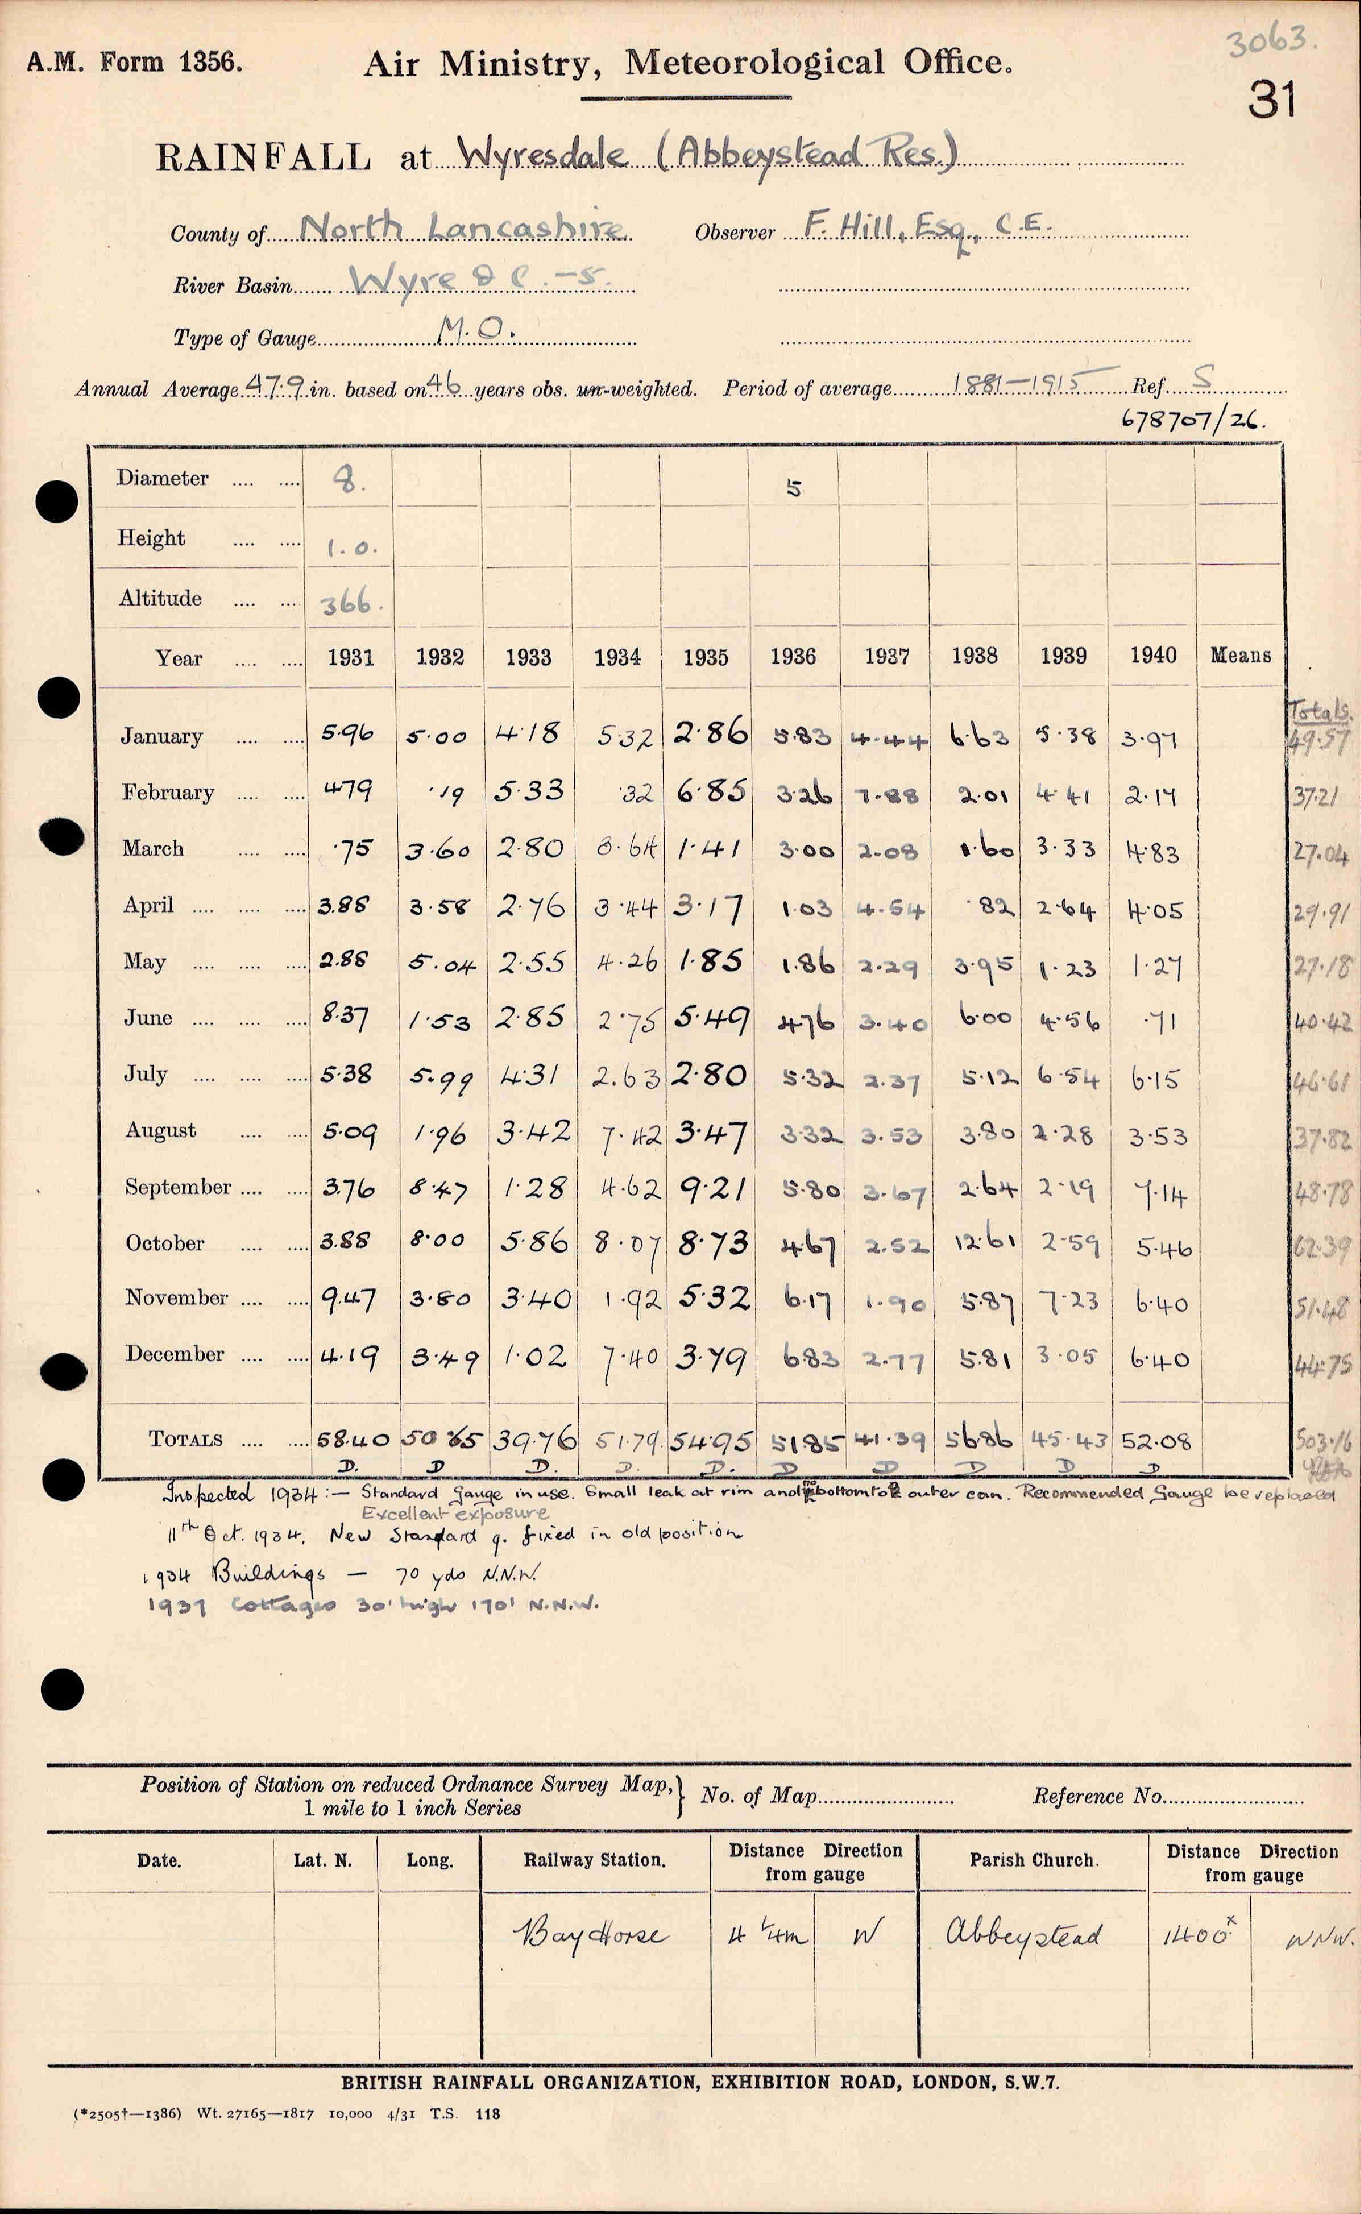 3063.
A.M. Form 1356. Air Ministry, Meteorological Office.
31
RAINFALL at Wyresdale (Abbeystead Res.)
County of North Lancashire. Observer F. Hill, Esq., C.E.
River Basin Wyre & C. -5.
Type of Gauge M.O.
Annual Average 47.9 in. based on 46 years obs. un-weighted. Period of average 1881-1915 Ref. S
678707/26.
Diameter 8. 5
Height 1.0.
Altitude 366.
Year 1931 1932 1933 1934 1935 1936 1937 1938 1939 1940 Means
Totals.
January 5.96 5.00 4.18 5.32 2.86 5.83 4.44 6.63 5.38 3.97 49.57
February 4.79 .19 5.33 .32 6.85 3.26 7.88 2.01 4.41 2.17 37.21
March .75 3.60 2.80 3.64 1.41 3.00 2.08 1.60 3.33 4.83 27.04
April 3.88 3.58 2.76 3.44 3.17 1.03 4.54 .82 2.64 4.05 29.91
May 2.88 5.04 2.55 4.26 1.85 1.86 2.29 3.95 1.23 1.27 27.18
June 8.37 1.53 2.85 2.75 5.49 4.76 3.40 6.00 4.56 .71 40.42
July 5.38 5.99 4.31 2.63 2.80 5.32 2.37 5.12 6.54 6.15 46.61
August 5.09 1.96 3.42 7.42 3.47 3.32 3.53 3.80 2.28 3.53 37.82
September 3.76 8.47 1.28 4.62 9.21 5.80 3.67 2.64 2.19 7.14 48.78
October 3.88 8.00 5.86 8.07 8.73 4.67 2.52 12.61 2.59 5.46 62.39
November 9.47 3.80 3.40 1.92 5.32 6.17 1.90 5.87 7.23 6.40 51.48
December 4.19 3.49 1.02 7.40 3.79 6.83 2.77 5.81 3.05 6.40 44.75
TOTALS 58.40 50.65 39.76 51.79 54.95 51.85 41.39 56.86 45.43 52.08 503.16
D. D D. D. D. D D D D D
Inspected 1934:- Standard gauge in use. Small leak at rim and no bottom to outer can. Recommended gauge be replaced
Excellent exposure
11th Oct. 1934. New Standard g. fixed in old position
1934 Buildings - 70 yds N.N.W.
1937 Cottages 30' high 170' N.N.W.
Position of Station on reduced Ordnance Survey Map, 1 mile to 1 inch Series } No. of Map Reference No.
Date. Lat. N. Long. Railway Station. Distance Direction from gauge Parish Church. Distance Direction from gauge
Bay Horse 4 1/4m W Abbeystead 1400x WNW.
BRITISH RAINFALL ORGANIZATION, EXHIBITION ROAD, LONDON, S.W.7.
(*2505†—1386) Wt. 27165—1817 10,000 4/31 T.S. 118